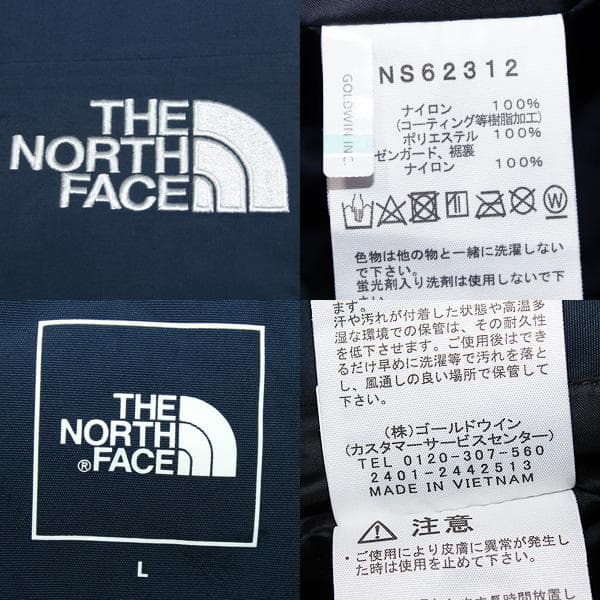 THE
NORTH
FACE
GOLDWIN INC.
NS62312
ナイロン 100%
(コーティング等樹脂加工)
ポリエステル 100%
ゼンガード、裾裏
ナイロン 100%
W
色物は他の物と一緒に洗濯しない
で下さい。
蛍光剤入り洗剤は使用しないで下
さい。
THE
NORTH
® FACE
L
ます。
汗や汚れが付着した状態や高温多
湿な環境での保管は、その耐久性
を低下させます。ご使用後はでき
るだけ早めに洗濯等で汚れを落と
し、風通しの良い場所で保管して
下さい。
(株)ゴールドウイン
(カスタマーサービスセンター)
TEL 0120-307-560
2401-2442513
MADE IN VIETNAM
注意
・ご使用により皮膚に異常が発生し
た時は使用を止めて下さい。